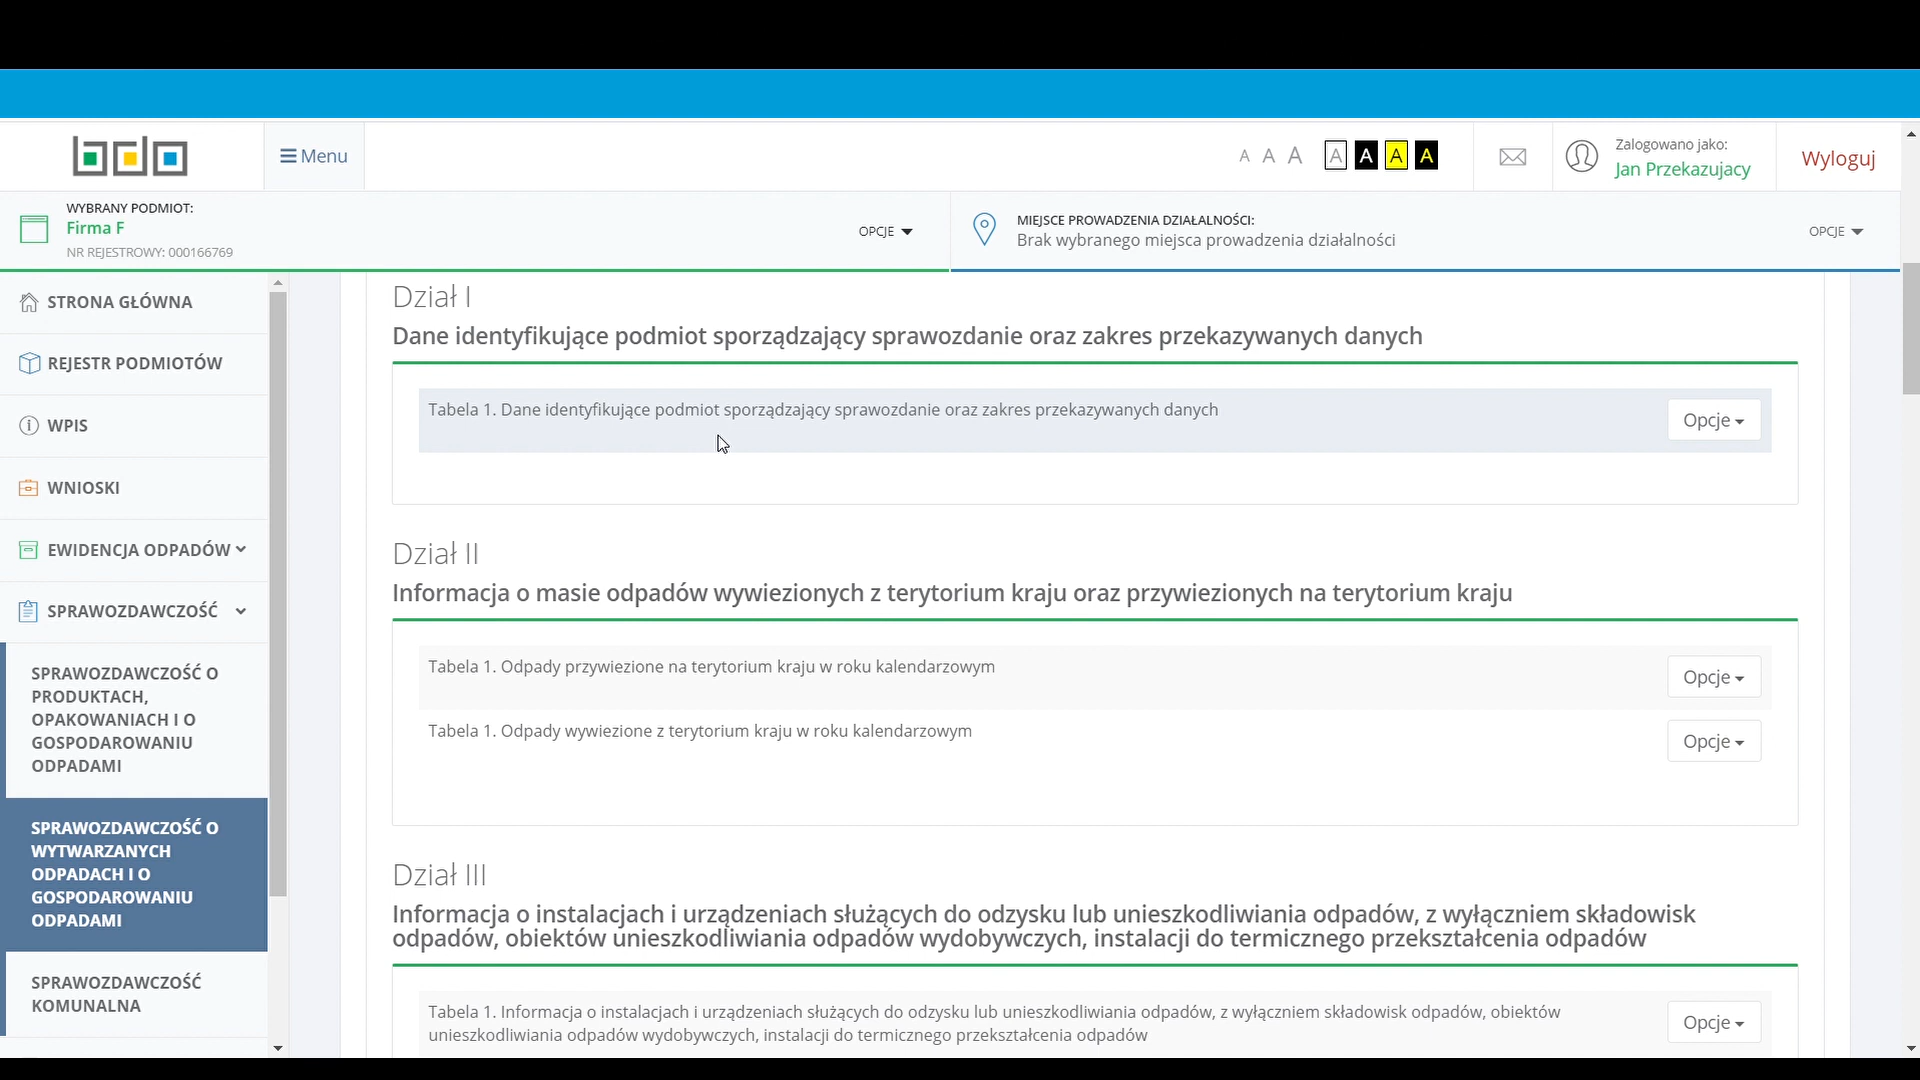 bdo
Menu
A A A A A A A
Zalogowano jako:
Jan Przekazujacy
Wyloguj
WYBRANY PODMIOT:
Firma F
NR REJESTROWY: 000166769
OPCJE
MIEJSCE PROWADZENIA DZIAŁALNOŚCI:
Brak wybranego miejsca prowadzenia działalności
OPCJE
STRONA GŁÓWNA
REJESTR PODMIOTÓW
WPIS
WNIOSKI
EWIDENCJA ODPADÓW
SPRAWOZDAWCZOŚĆ
SPRAWOZDAWCZOŚĆ O
PRODUKTACH,
OPAKOWANIACH I O
GOSPODAROWANIU
ODPADAMI
SPRAWOZDAWCZOŚĆ O
WYTWARZANYCH
ODPADACH I O
GOSPODAROWANIU
ODPADAMI
SPRAWOZDAWCZOŚĆ
KOMUNALNA
Dział I
Dane identyfikujące podmiot sporządzający sprawozdanie oraz zakres przekazywanych danych
Tabela 1. Dane identyfikujące podmiot sporządzający sprawozdanie oraz zakres przekazywanych danych
Opcje
Dział II
Informacja o masie odpadów wywiezionych z terytorium kraju oraz przywiezionych na terytorium kraju
Tabela 1. Odpady przywiezione na terytorium kraju w roku kalendarzowym
Opcje
Tabela 1. Odpady wywiezione z terytorium kraju w roku kalendarzowym
Opcje
Dział III
Informacja o instalacjach i urządzeniach służących do odzysku lub unieszkodliwiania odpadów, z wyłączniem składowisk
odpadów, obiektów unieszkodliwiania odpadów wydobywczych, instalacji do termicznego przekształcenia odpadów
Tabela 1. Informacja o instalacjach i urządzeniach służących do odzysku lub unieszkodliwiania odpadów, z wyłączniem składowisk odpadów, obiektów
unieszkodliwiania odpadów wydobywczych, instalacji do termicznego przekształcenia odpadów
Opcje